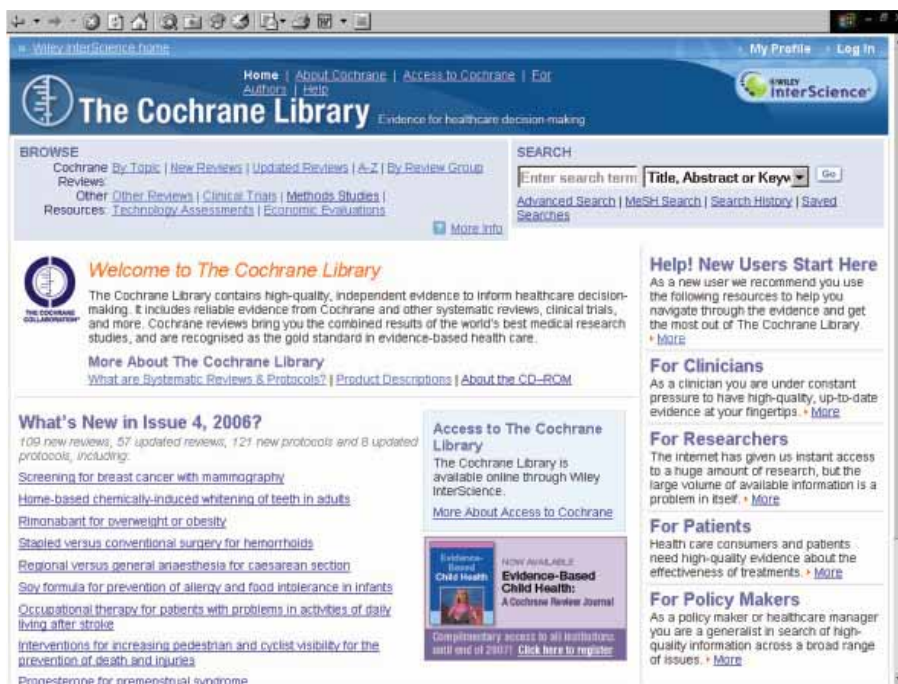 Wiley InterScience home
My Profile
Log In
Home | About Cochrane | Access to Cochrane | For
Authors | Help
The Cochrane Library
Evidence for healthcare decision-making
WILEY
InterScience
BROWSE
Cochrane By Topic | New Reviews | Updated Reviews | A-Z | By Review Group
Reviews:
Other Other Reviews | Clinical Trials | Methods Studies |
Resources: Technology Assessments | Economic Evaluations
More Info
SEARCH
Enter search term Title, Abstract or Keyw Go
Advanced Search | MeSH Search | Search History | Saved
Searches
THE COCHRANE
COLLABORATION
Welcome to The Cochrane Library
The Cochrane Library contains high-quality, independent evidence to inform healthcare decision-
making. It includes reliable evidence from Cochrane and other systematic reviews, clinical trials,
and more. Cochrane reviews bring you the combined results of the world's best medical research
studies, and are recognised as the gold standard in evidence-based health care.
More About The Cochrane Library
What are Systematic Reviews & Protocols? | Product Descriptions | About the CD-ROM
What's New in Issue 4, 2006?
109 new reviews, 57 updated reviews, 121 new protocols and 8 updated
protocols, including:
Screening for breast cancer with mammography
Home-based chemically-induced whitening of teeth in adults
Rimonabant for overweight or obesity
Stapled versus conventional surgery for hemorrhoids
Regional versus general anaesthesia for caesarean section
Soy formula for prevention of allergy and food intolerance in infants
Occupational therapy for patients with problems in activities of daily
living after stroke
Interventions for increasing pedestrian and cyclist visibility for the
prevention of death and injuries
Progesterone for premenstrual syndrome
Access to The Cochrane
Library
The Cochrane Library is
available online through Wiley
InterScience.
More About Access to Cochrane
Evidence-
Based
Child Health
NOW AVAILABLE
Evidence-Based
Child Health:
A Cochrane Review Journal
Complimentary access to all institutions
until end of 2007! Click here to register
Help! New Users Start Here
As a new user we recommend you use
the following resources to help you
navigate through the evidence and get
the most out of The Cochrane Library
More
For Clinicians
As a clinician you are under constant
pressure to have high-quality, up-to-date
evidence at your fingertips. More
For Researchers
The internet has given us instant access
to a huge amount of research, but the
large volume of available information is a
problem in itself. More
For Patients
Health care consumers and patients
need high-quality evidence about the
effectiveness of treatments. More
For Policy Makers
As a policy maker or healthcare manager
you are a generalist in search of high-
quality information across a broad range
of issues. More